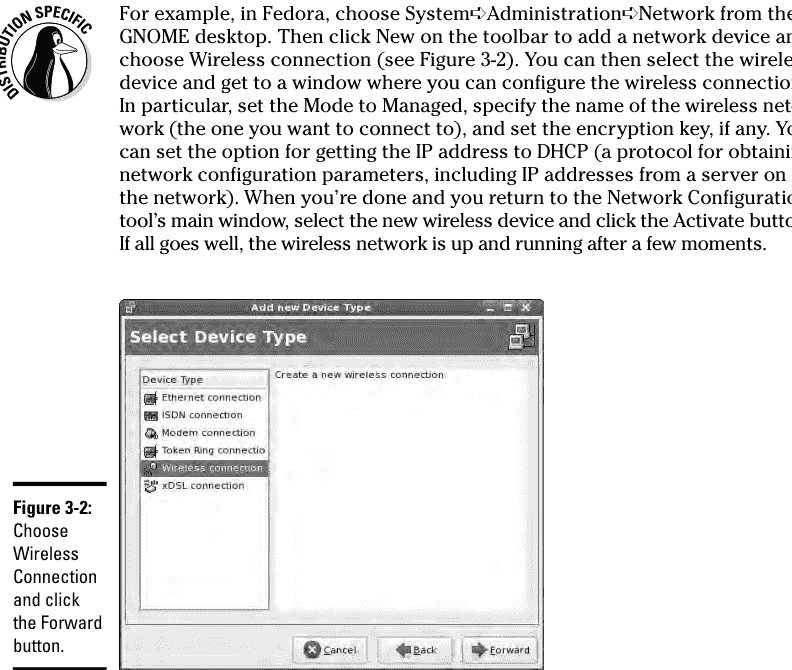 DISTRIBUTION SPECIFIC
For example, in Fedora, choose System➪Administration➪Network from the
GNOME desktop. Then click New on the toolbar to add a network device an
choose Wireless connection (see Figure 3-2). You can then select the wirele
device and get to a window where you can configure the wireless connection
In particular, set the Mode to Managed, specify the name of the wireless net-
work (the one you want to connect to), and set the encryption key, if any. Yo
can set the option for getting the IP address to DHCP (a protocol for obtaini
network configuration parameters, including IP addresses from a server on
the network). When you're done and you return to the Network Configuratio
tool's main window, select the new wireless device and click the Activate butto
If all goes well, the wireless network is up and running after a few moments.
Add new Device Type
Select Device Type
Device Type
Create a new wireless connection.
Ethernet connection
ISDN connection
Modem connection
Token Ring connectio
Wireless connection
xDSL connection
Cancel
Back
Forward
Figure 3-2:
Choose
Wireless
Connection
and click
the Forward
button.